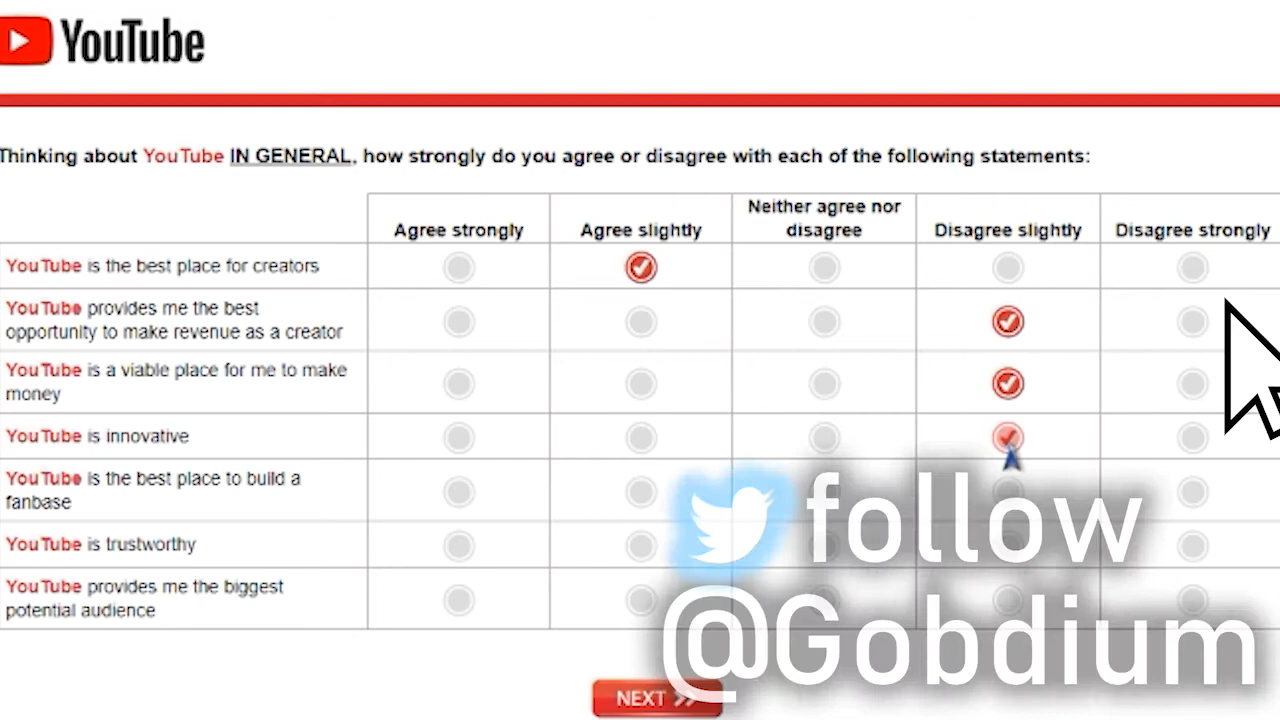 YouTube
Thinking about YouTube IN GENERAL, how strongly do you agree or disagree with each of the following statements:
Agree strongly
Agree slightly
Neither agree nor
disagree
Disagree slightly
Disagree strongly
YouTube is the best place for creators
YouTube provides me the best
opportunity to make revenue as a creator
YouTube is a viable place for me to make
money
YouTube is innovative
YouTube is the best place to build a
fanbase
YouTube is trustworthy
YouTube provides me the biggest
potential audience
follow
@Gobdium
NEXT